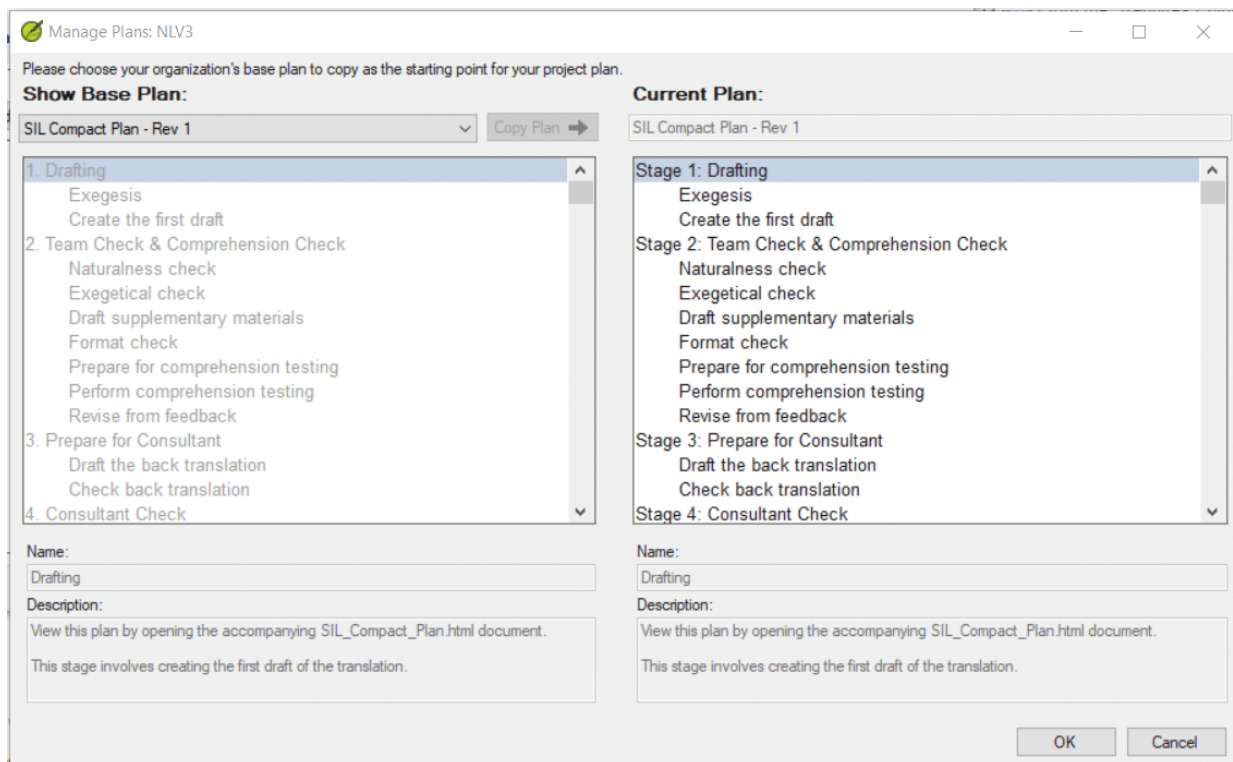 Manage Plans: NLV3
Please choose your organization's base plan to copy as the starting point for your project plan.
Show Base Plan:
SIL Compact Plan - Rev 1
Copy Plan
1. Drafting
Exegesis
Create the first draft
2. Team Check & Comprehension Check
Naturalness check
Exegetical check
Draft supplementary materials
Format check
Prepare for comprehension testing
Perform comprehension testing
Revise from feedback
3. Prepare for Consultant
Draft the back translation
Check back translation
4. Consultant Check
Name:
Drafting
Description:
View this plan by opening the accompanying SIL_Compact_Plan.html document.
This stage involves creating the first draft of the translation.
Current Plan:
SIL Compact Plan - Rev 1
Stage 1: Drafting
Exegesis
Create the first draft
Stage 2: Team Check & Comprehension Check
Naturalness check
Exegetical check
Draft supplementary materials
Format check
Prepare for comprehension testing
Perform comprehension testing
Revise from feedback
Stage 3: Prepare for Consultant
Draft the back translation
Check back translation
Stage 4: Consultant Check
Name:
Drafting
Description:
View this plan by opening the accompanying SIL_Compact_Plan.html document.
This stage involves creating the first draft of the translation.
OK
Cancel